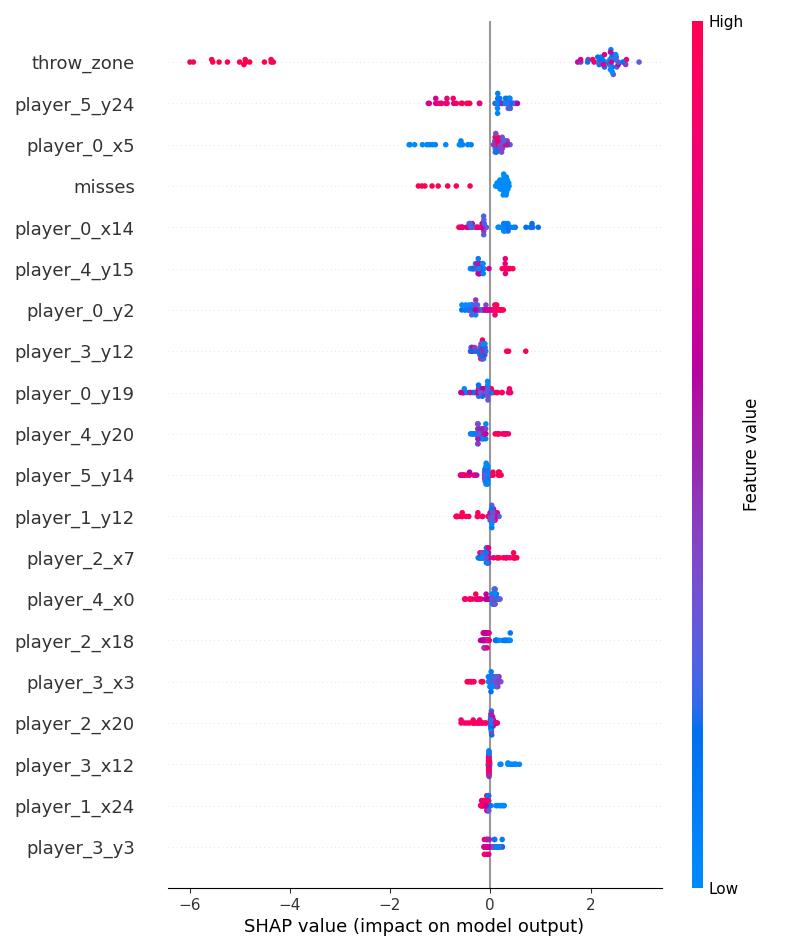 High
throw_zone
player_5_y24
player_0_x5
misses
player_0_x14
player_4_y15
player_0_y2
player_3_y12
player_0_y19
player_4_y20
player_5_y14
player_1_y12
player_2_x7
player_4_x0
player_2_x18
player_3_x3
player_2_x20
player_3_x12
player_1_x24
player_3_y3
Feature value
Low
−6 −4 −2 0 2
SHAP value (impact on model output)